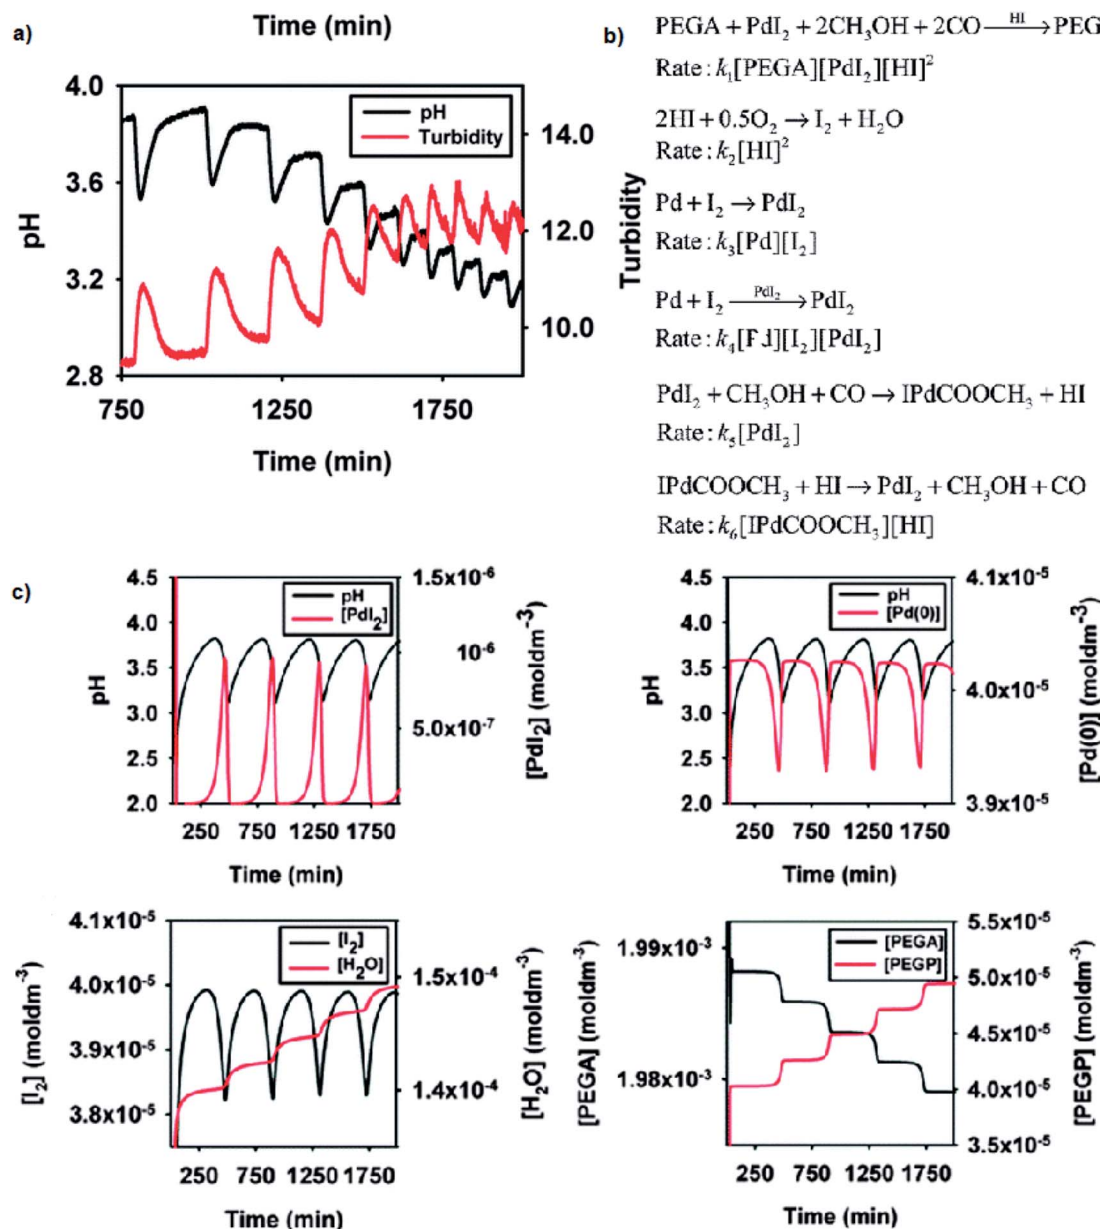 a)
Time (min)
4.0
3.6
3.2
2.8
pH
pH
Turbidity
14.0
12.0
10.0
Turbidity
750
1250
1750
Time (min)
b)
PEGA + PdI₂ + 2CH₃OH + 2CO —HI→ PEG
Rate: k₁[PEGA][PdI₂][HI]²
2HI + 0.5O₂ → I₂ + H₂O
Rate: k₂[HI]²
Pd + I₂ → PdI₂
Rate: k₃[Pd][I₂]
Pd + I₂ —PdI₂→ PdI₂
Rate: k₄[Pd][I₂][PdI₂]
PdI₂ + CH₃OH + CO → IPdCOOCH₃ + HI
Rate: k₅[PdI₂]
IPdCOOCH₃ + HI → PdI₂ + CH₃OH + CO
Rate: k₆[IPdCOOCH₃][HI]
c)
4.5
4.0
3.5
3.0
2.5
2.0
pH
pH
[PdI₂]
1.5x10⁻⁶
10⁻⁶
5.0x10⁻⁷
[PdI₂] (moldm⁻³)
250 750 1250 1750
Time (min)
4.5
4.0
3.5
3.0
2.5
2.0
pH
pH
[Pd(0)]
4.1x10⁻⁵
4.0x10⁻⁵
3.9x10⁻⁵
[Pd(0)] (moldm⁻³)
250 750 1250 1750
Time (min)
4.1x10⁻⁵
4.0x10⁻⁵
3.9x10⁻⁵
3.8x10⁻⁵
[I₂] (moldm⁻³)
[I₂]
[H₂O]
1.5x10⁻⁴
1.4x10⁻⁴
[H₂O] (moldm⁻³)
250 750 1250 1750
Time (min)
1.99x10⁻³
1.98x10⁻³
[PEGA] (moldm⁻³)
[PEGA]
[PEGP]
5.5x10⁻⁵
5.0x10⁻⁵
4.5x10⁻⁵
4.0x10⁻⁵
3.5x10⁻⁵
[PEGP] (moldm⁻³)
250 750 1250 1750
Time (min)